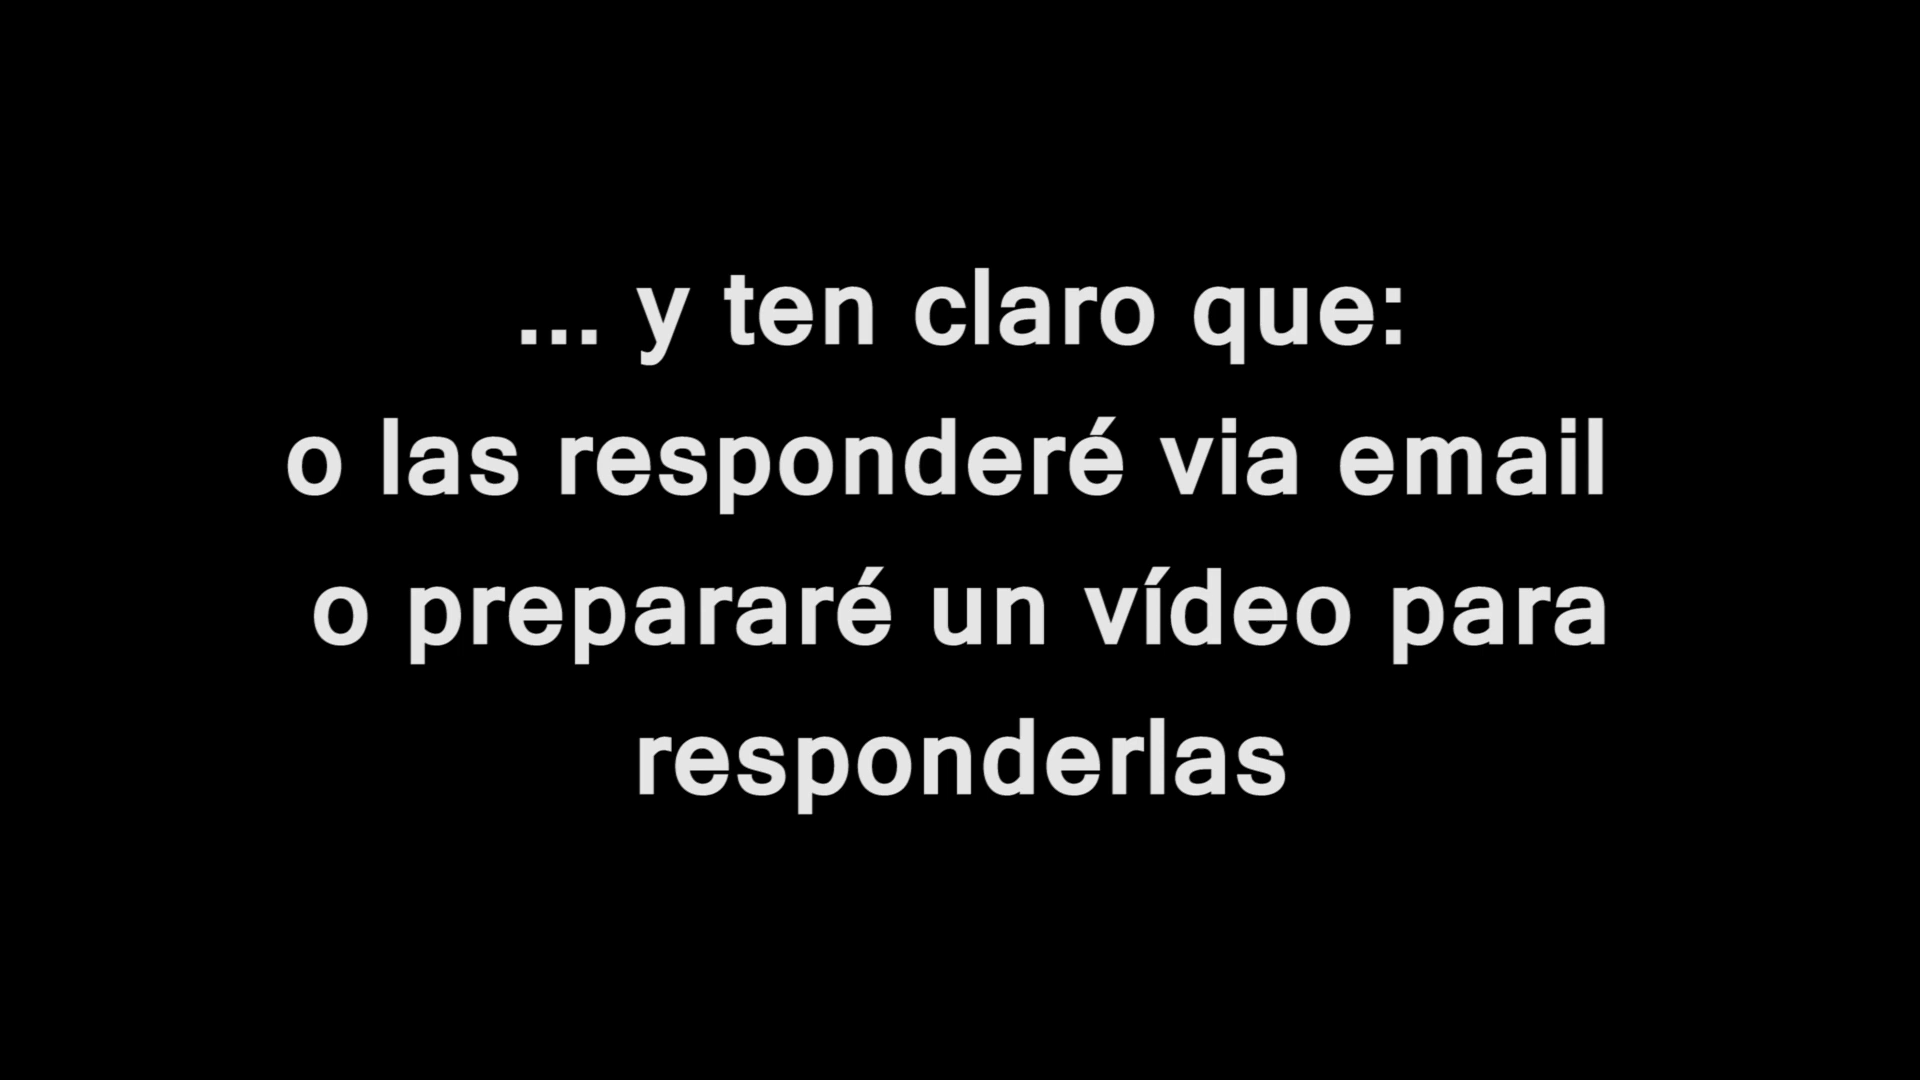 ... y ten claro que:
o las responderé via email
o prepararé un vídeo para
responderlas